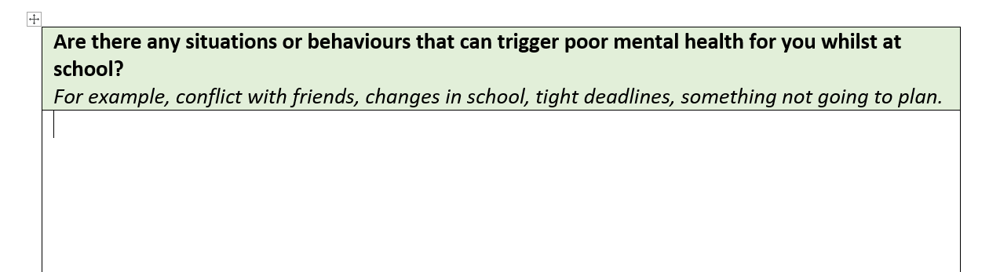 Are there any situations or behaviours that can trigger poor mental health for you whilst at
school?
For example, conflict with friends, changes in school, tight deadlines, something not going to plan.